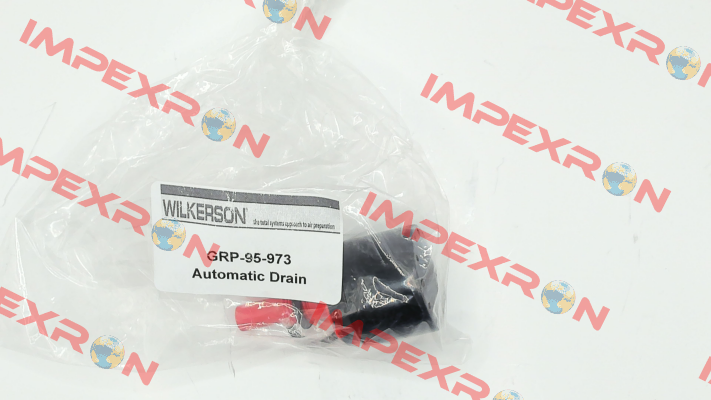 IMPEXRON
IMPEXRON
IMPEXRON
IMPEXRON
WILKERSON® the total systems approach to air preparation
GRP-95-973
Automatic Drain
IMPEXRON
IMPEXRON
IMPEXRON